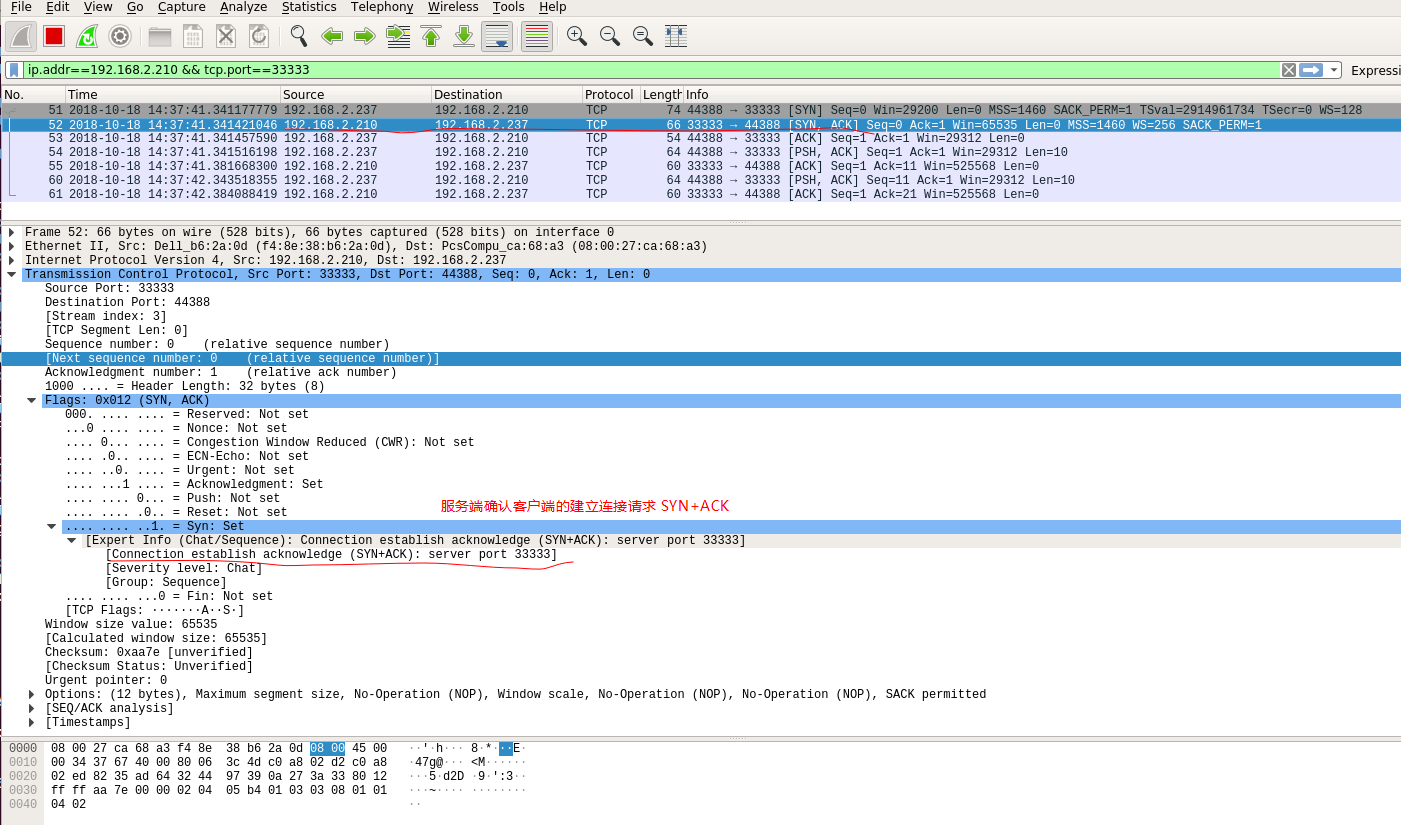 File Edit View Go Capture Analyze Statistics Telephony Wireless Tools Help
ip.addr==192.168.2.210 && tcp.port==33333 Expressi
No. Time Source Destination Protocol Length Info
51 2018-10-18 14:37:41.341177779 192.168.2.237 192.168.2.210 TCP 74 44388 → 33333 [SYN] Seq=0 Win=29200 Len=0 MSS=1460 SACK_PERM=1 TSval=2914961734 TSecr=0 WS=128
52 2018-10-18 14:37:41.341421046 192.168.2.210 192.168.2.237 TCP 66 33333 → 44388 [SYN, ACK] Seq=0 Ack=1 Win=65535 Len=0 MSS=1460 WS=256 SACK_PERM=1
53 2018-10-18 14:37:41.341457590 192.168.2.237 192.168.2.210 TCP 54 44388 → 33333 [ACK] Seq=1 Ack=1 Win=29312 Len=0
54 2018-10-18 14:37:41.341516198 192.168.2.237 192.168.2.210 TCP 64 44388 → 33333 [PSH, ACK] Seq=1 Ack=1 Win=29312 Len=10
55 2018-10-18 14:37:41.381668300 192.168.2.210 192.168.2.237 TCP 60 33333 → 44388 [ACK] Seq=1 Ack=11 Win=525568 Len=0
60 2018-10-18 14:37:42.343518355 192.168.2.237 192.168.2.210 TCP 64 44388 → 33333 [PSH, ACK] Seq=11 Ack=1 Win=29312 Len=10
61 2018-10-18 14:37:42.384088419 192.168.2.210 192.168.2.237 TCP 60 33333 → 44388 [ACK] Seq=1 Ack=21 Win=525568 Len=0
Frame 52: 66 bytes on wire (528 bits), 66 bytes captured (528 bits) on interface 0
Ethernet II, Src: Dell_b6:2a:0d (f4:8e:38:b6:2a:0d), Dst: PcsCompu_ca:68:a3 (08:00:27:ca:68:a3)
Internet Protocol Version 4, Src: 192.168.2.210, Dst: 192.168.2.237
Transmission Control Protocol, Src Port: 33333, Dst Port: 44388, Seq: 0, Ack: 1, Len: 0
Source Port: 33333
Destination Port: 44388
[Stream index: 3]
[TCP Segment Len: 0]
Sequence number: 0 (relative sequence number)
[Next sequence number: 0 (relative sequence number)]
Acknowledgment number: 1 (relative ack number)
1000 .... = Header Length: 32 bytes (8)
Flags: 0x012 (SYN, ACK)
000. .... .... = Reserved: Not set
...0 .... .... = Nonce: Not set
.... 0... .... = Congestion Window Reduced (CWR): Not set
.... .0.. .... = ECN-Echo: Not set
.... ..0. .... = Urgent: Not set
.... ...1 .... = Acknowledgment: Set
.... .... 0... = Push: Not set
服务端确认客户端的建立连接请求 SYN+ACK
.... .... .0.. = Reset: Not set
.... .... ..1. = Syn: Set
[Expert Info (Chat/Sequence): Connection establish acknowledge (SYN+ACK): server port 33333]
[Connection establish acknowledge (SYN+ACK): server port 33333]
[Severity level: Chat]
[Group: Sequence]
.... .... ...0 = Fin: Not set
[TCP Flags: ·······A··S·]
Window size value: 65535
[Calculated window size: 65535]
Checksum: 0xaa7e [unverified]
[Checksum Status: Unverified]
Urgent pointer: 0
Options: (12 bytes), Maximum segment size, No-Operation (NOP), Window scale, No-Operation (NOP), No-Operation (NOP), SACK permitted
[SEQ/ACK analysis]
[Timestamps]
0000 08 00 27 ca 68 a3 f4 8e 38 b6 2a 0d 08 00 45 00 ··'·h··· 8·*···E·
0010 00 34 37 67 40 00 80 06 3c 4d c0 a8 02 d2 c0 a8 ·47g@··· <M······
0020 02 ed 82 35 ad 64 32 44 97 39 0a 27 3a 33 80 12 ···5·d2D ·9·':3··
0030 ff ff aa 7e 00 00 02 04 05 b4 01 03 03 08 01 01 ···~···· ········
0040 04 02 ··